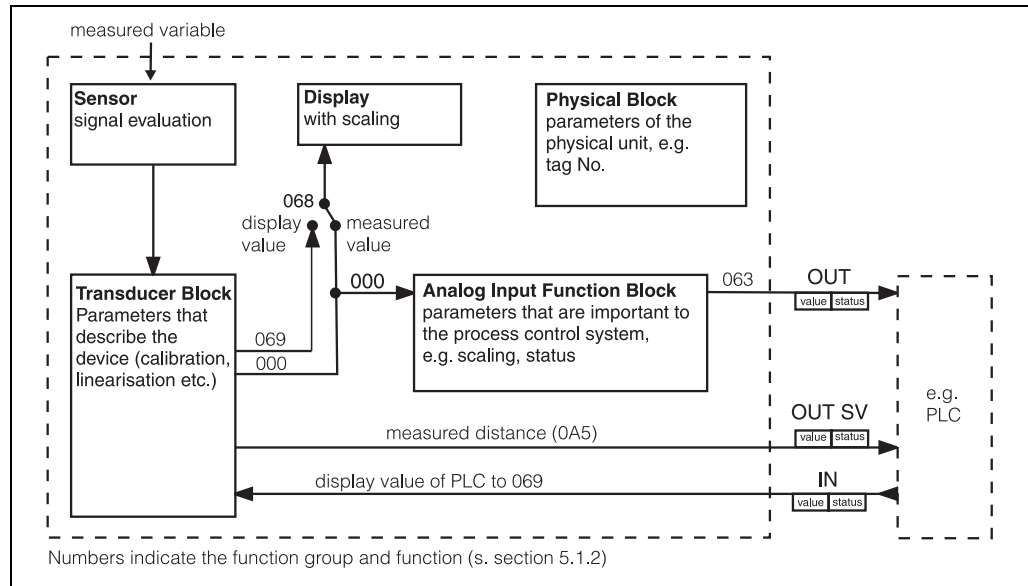 measured variable
Sensor
signal evaluation
Display
with scaling
Physical Block
parameters of the
physical unit, e.g.
tag No.
068
display
value
measured
value
000
Transducer Block
Parameters that
describe the
device (calibration,
linearisation etc.)
069
000
Analog Input Function Block
parameters that are important to
the process control system,
e.g. scaling, status
063
OUT
value status
e.g.
PLC
measured distance (0A5)
OUT SV
value status
display value of PLC to 069
IN
value status
Numbers indicate the function group and function (s. section 5.1.2)